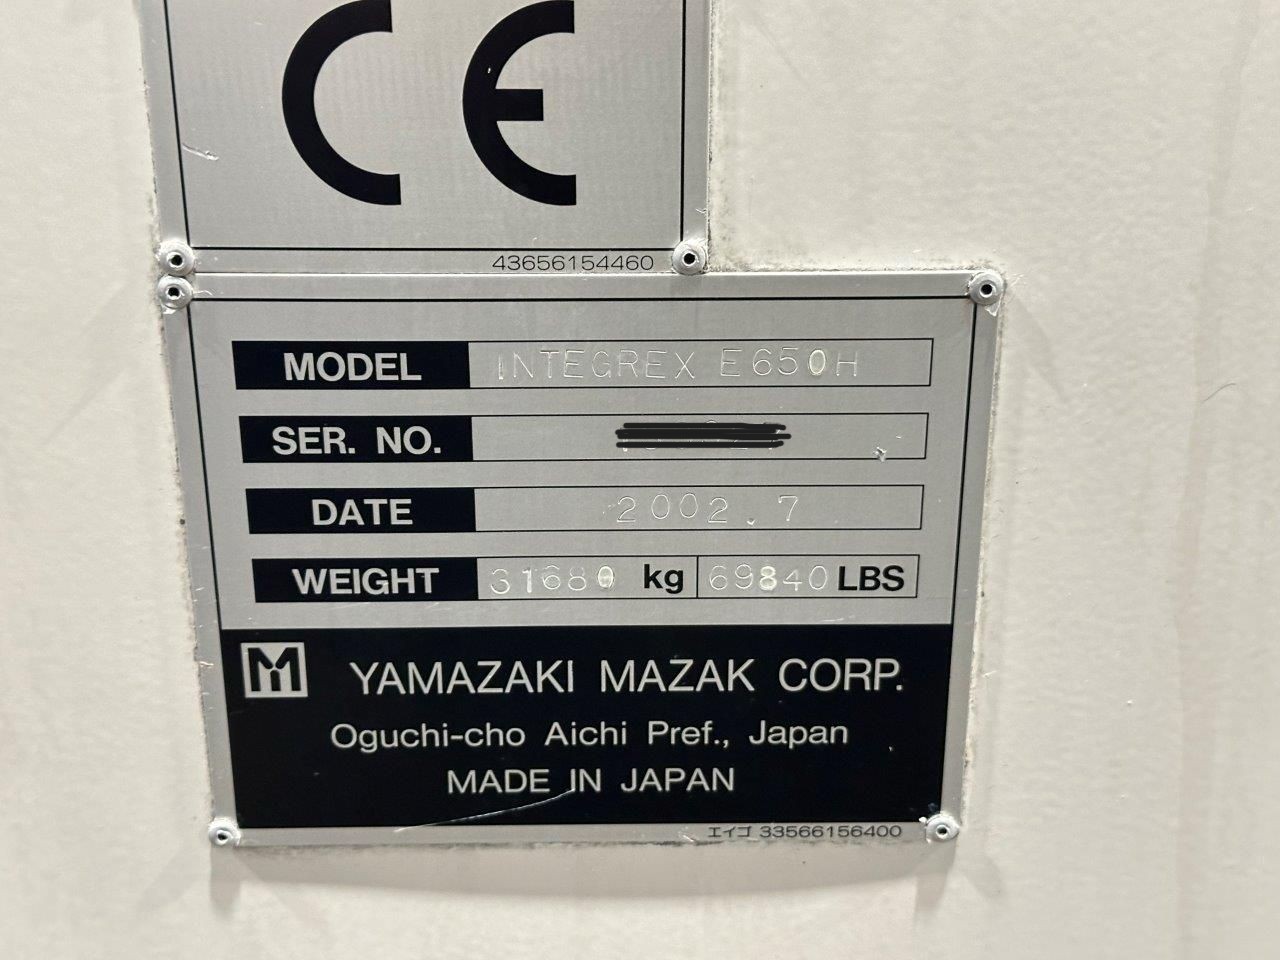 CE
43656154460
MODEL INTEGREX E650H
SER. NO.
DATE 2002.7
WEIGHT 31680 kg 69840 LBS
M YAMAZAKI MAZAK CORP.
Oguchi-cho Aichi Pref., Japan
MADE IN JAPAN
エイゴ 33566156400